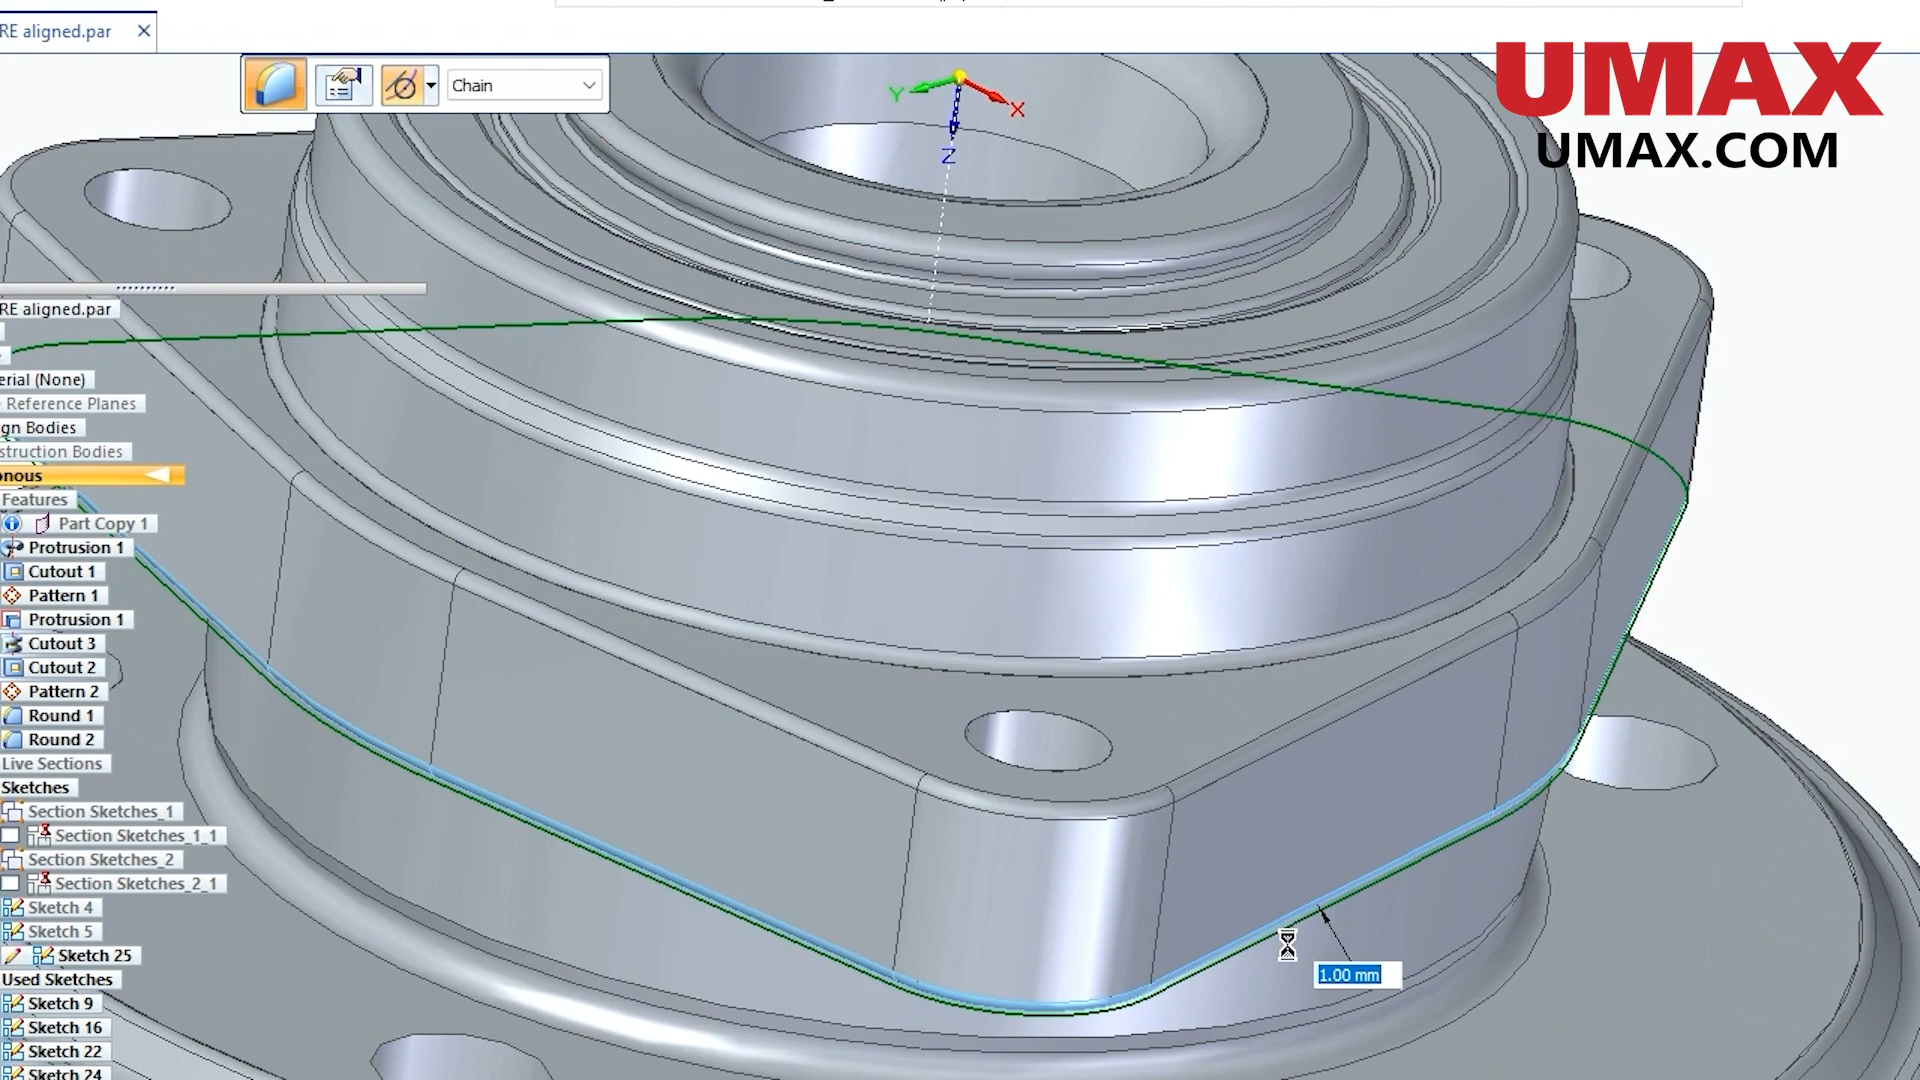 RE aligned.par
Chain
UMAX
UMAX.COM
Y
X
Z
RE aligned.par
erial (None)
Reference Planes
gn Bodies
struction Bodies
onous
Features
Part Copy 1
Protrusion 1
Cutout 1
Pattern 1
Protrusion 1
Cutout 3
Cutout 2
Pattern 2
Round 1
Round 2
Live Sections
Sketches
Section Sketches_1
Section Sketches_1_1
Section Sketches_2
Section Sketches_2_1
Sketch 4
Sketch 5
Sketch 25
Used Sketches
Sketch 9
Sketch 16
Sketch 22
Sketch 24
1.00 mm